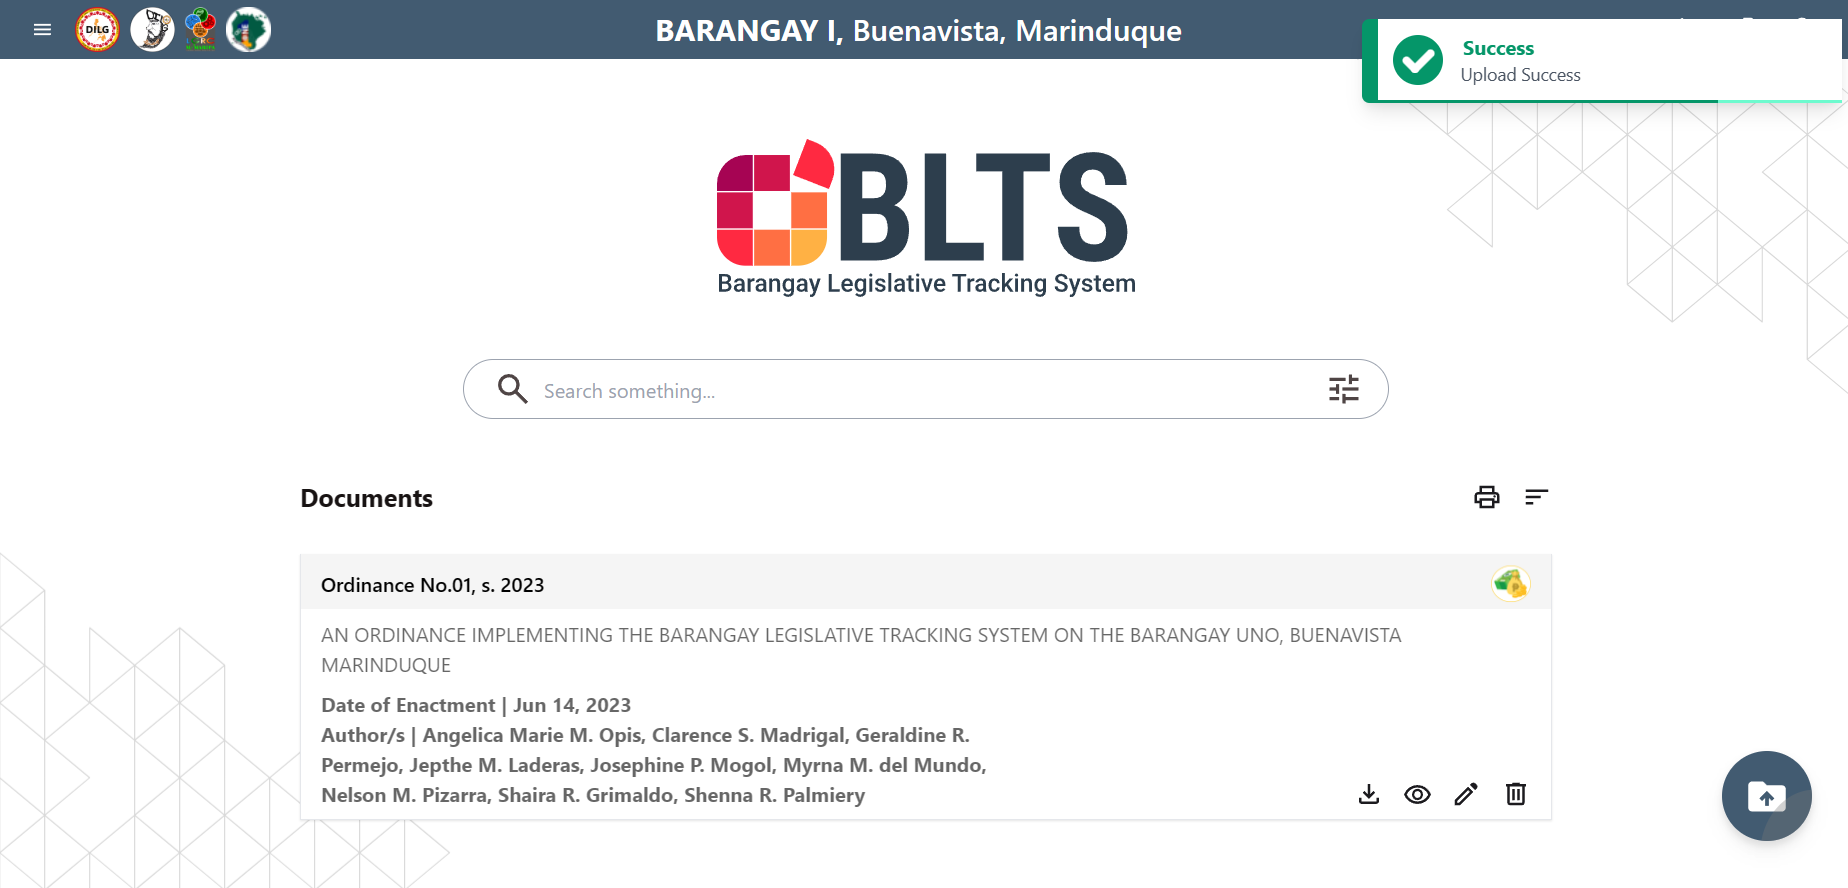 DILG
BARANGAY I, Buenavista, Marinduque
Success
Upload Success
BLTS
Barangay Legislative Tracking System
Search something...
Documents
Ordinance No.01, s. 2023
AN ORDINANCE IMPLEMENTING THE BARANGAY LEGISLATIVE TRACKING SYSTEM ON THE BARANGAY UNO, BUENAVISTA
MARINDUQUE
Date of Enactment | Jun 14, 2023
Author/s | Angelica Marie M. Opis, Clarence S. Madrigal, Geraldine R.
Permejo, Jepthe M. Laderas, Josephine P. Mogol, Myrna M. del Mundo,
Nelson M. Pizarra, Shaira R. Grimaldo, Shenna R. Palmiery